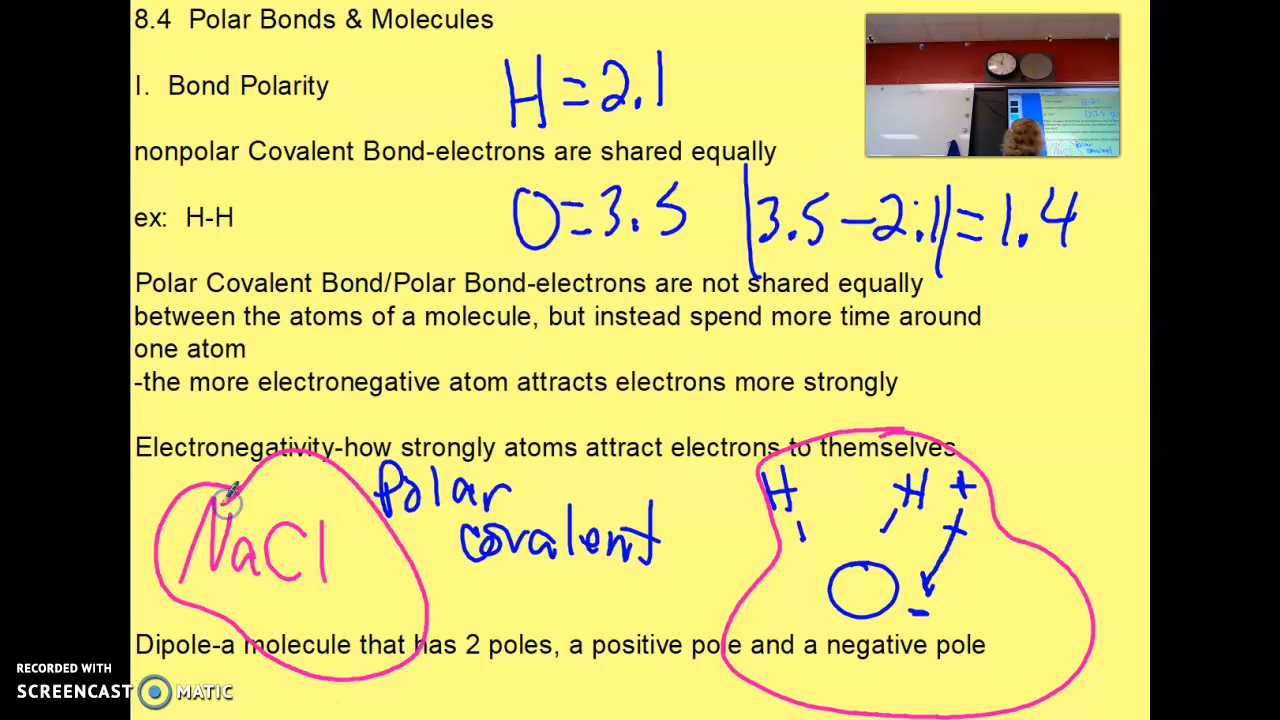 8.4 Polar Bonds & Molecules
I. Bond Polarity
H = 2.1
nonpolar Covalent Bond-electrons are shared equally
ex: H-H
O = 3.5 |3.5 - 2.1| = 1.4
Polar Covalent Bond/Polar Bond-electrons are not shared equally
between the atoms of a molecule, but instead spend more time around
one atom
-the more electronegative atom attracts electrons more strongly
Electronegativity-how strongly atoms attract electrons to themselves
Polar
covalent
NaCl
H H +
O -
Dipole-a molecule that has 2 poles, a positive pole and a negative pole
RECORDED WITH
SCREENCAST MATIC